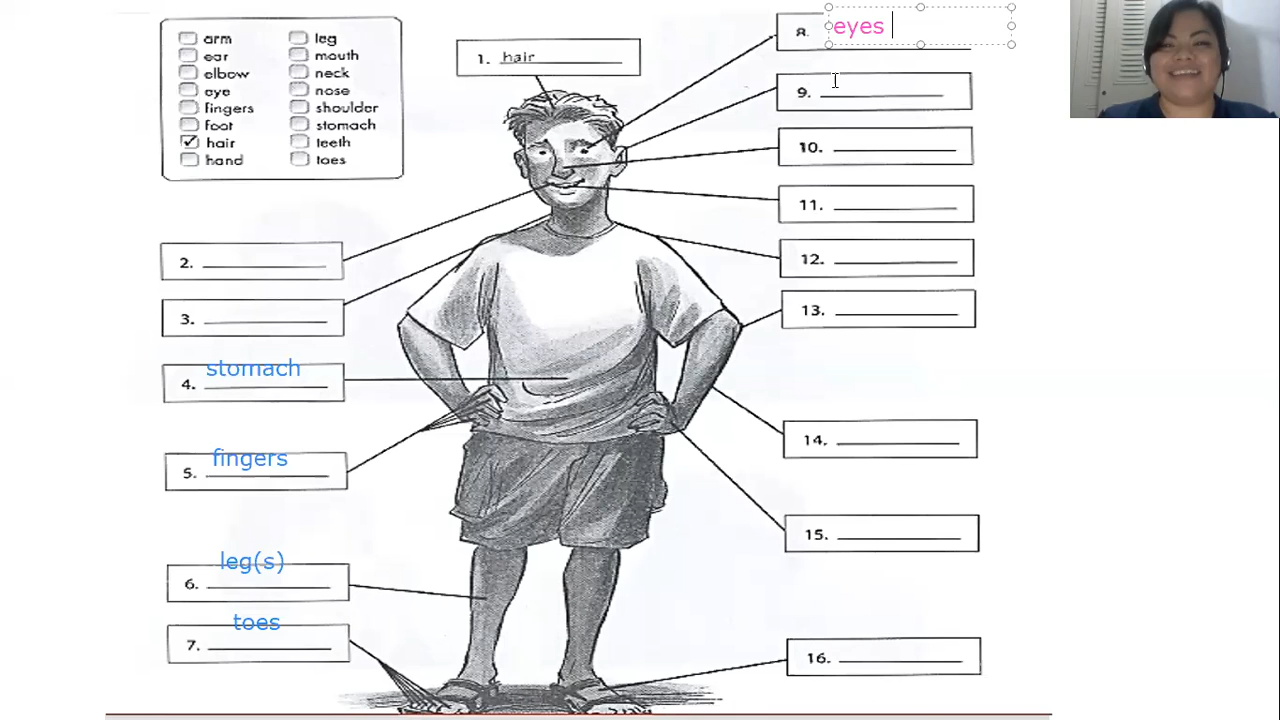 arm
ear
elbow
eye
fingers
foot
hair
hand
leg
mouth
neck
nose
shoulder
stomach
teeth
toes
1. hair
2.
3.
4. stomach
5. fingers
6. leg(s)
7. toes
8. eyes
9.
10.
11.
12.
13.
14.
15.
16.